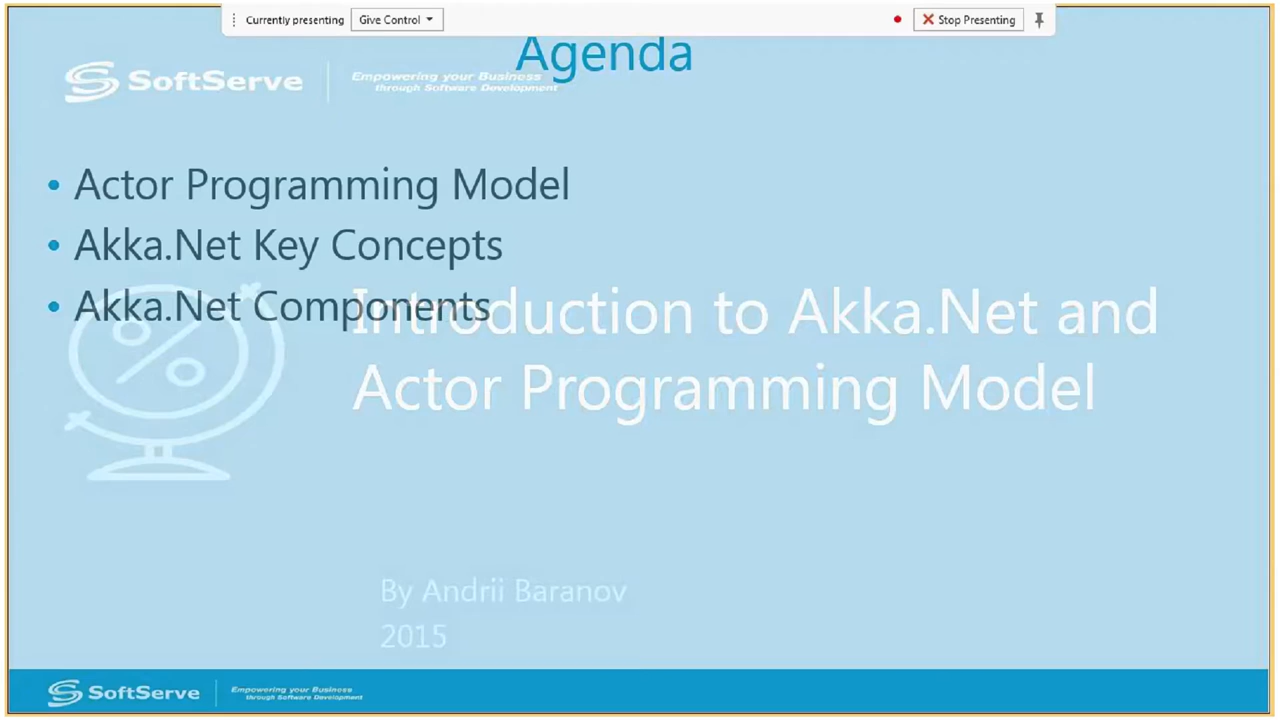 Currently presenting
Give Control
Stop Presenting
Agenda
SoftServe
Empowering your Business
through Software Development
• Actor Programming Model
• Akka.Net Key Concepts
• Akka.Net Components
Introduction to Akka.Net and
Actor Programming Model
By Andrii Baranov
2015
SoftServe
Empowering your Business
through Software Development